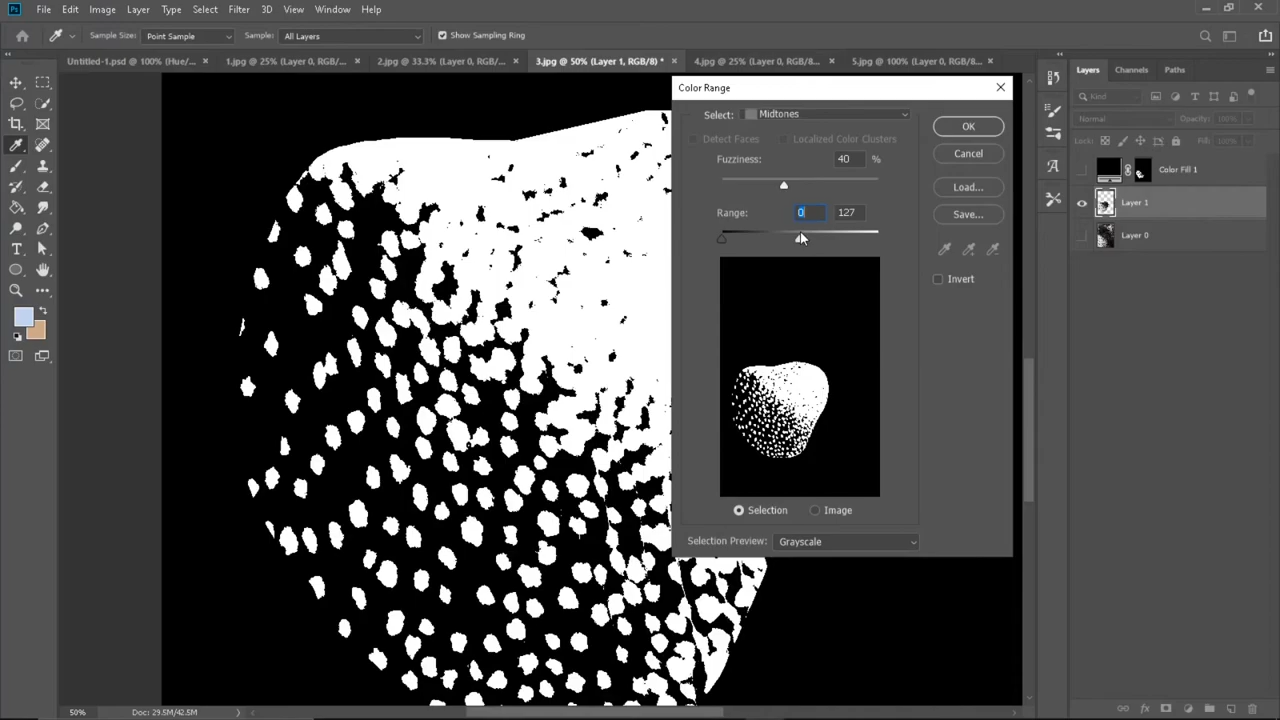 Ps File Edit Image Layer Type Select Filter 3D View Window Help
Sample Size: Point Sample Sample: All Layers Show Sampling Ring
Untitled-1.psd @ 100% (Hue/... × 1.jpg @ 25% (Layer 0, RGB/... × 2.jpg @ 33.3% (Layer 0, RGB/... × 3.jpg @ 50% (Layer 1, RGB/8) * × 4.jpg @ 25% (Layer 0, RGB/8... × 5.jpg @ 100% (Layer 0, RGB/8... ×
Layers Channels Paths
Color Range
Kind
Select: Midtones
Normal Opacity: 100%
Detect Faces Localized Color Clusters
Lock: Fill: 100%
Fuzziness: 40 %
Range: 0 127
OK
Cancel
Load...
Save...
Invert
Selection Image
Selection Preview: Grayscale
Color Fill 1
Layer 1
Layer 0
50% Doc: 29.5M/42.5M